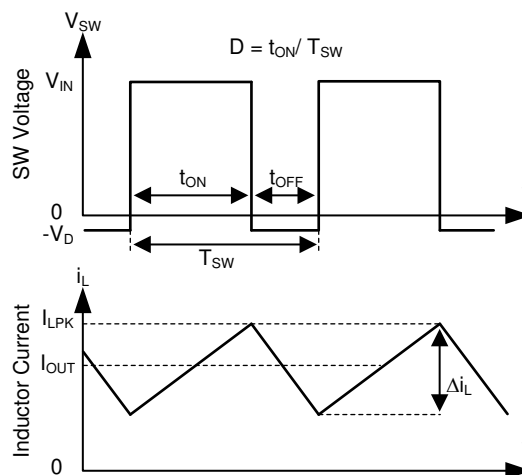 V_SW
D = t_ON/ T_SW
V_IN
SW Voltage
t_ON
t_OFF
0
-V_D
T_SW
i_L
I_LPK
I_OUT
Inductor Current
Δi_L
0